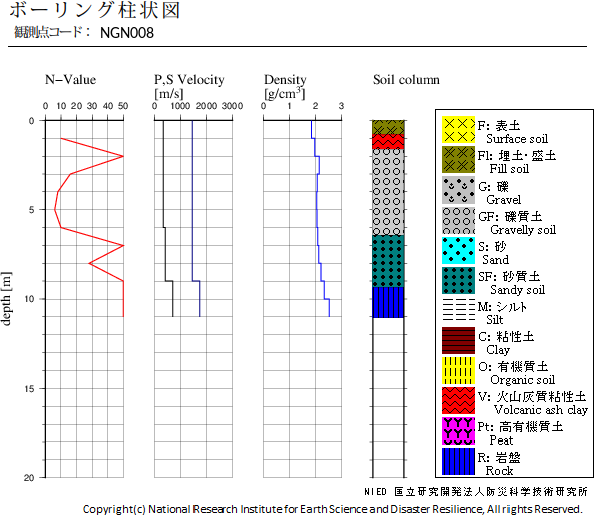 ボーリング柱状図
観測点コード： NGN008
N-Value
P,S Velocity
[m/s]
Density
[g/cm3]
Soil column
0 10 20 30 40 50
0 1000 2000 3000
0 1 2 3
0
5
10
15
20
depth [m]
F: 表土
Surface soil
Fl: 埋土・盛土
Fill soil
G: 礫
Gravel
GF: 礫質土
Gravelly soil
S: 砂
Sand
SF: 砂質土
Sandy soil
M: シルト
Silt
C: 粘性土
Clay
O: 有機質土
Organic soil
V: 火山灰質粘性土
Volcanic ash clay
Pt: 高有機質土
Peat
R: 岩盤
Rock
NIED 国立研究開発法人防災科学技術研究所
Copyright(c) National Research Institute for Earth Science and Disaster Resilience, All rights Reserved.